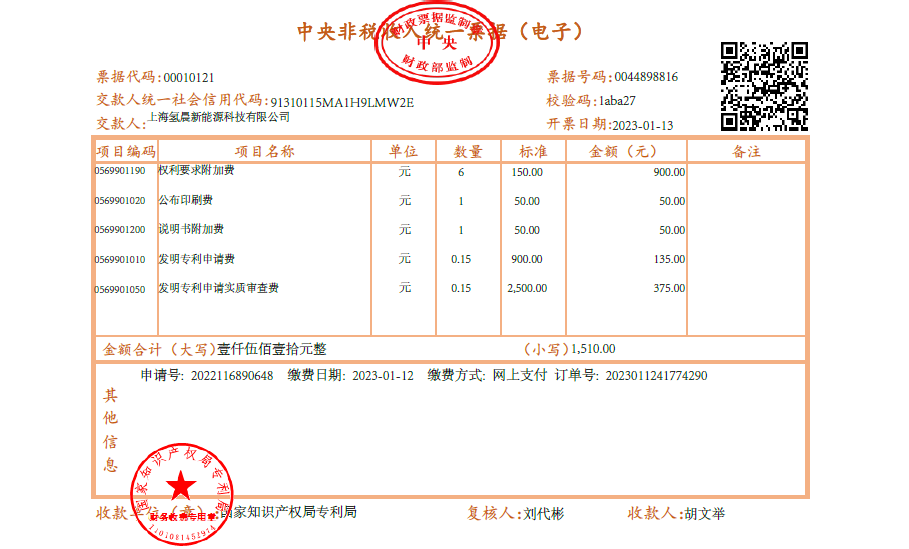 中央非税收入统一票据（电子）
财政票据监制章
中央
财政部监制
票据代码:00010121 票据号码:0044898816
交款人统一社会信用代码:91310115MA1H9LMW2E 校验码:1aba27
交款人:上海氢晨新能源科技有限公司 开票日期:2023-01-13
项目编码 项目名称 单位 数量 标准 金额（元） 备注
0569901190 权利要求附加费 元 6 150.00 900.00
0569901020 公布印刷费 元 1 50.00 50.00
0569901200 说明书附加费 元 1 50.00 50.00
0569901010 发明专利申请费 元 0.15 900.00 135.00
0569901050 发明专利申请实质审查费 元 0.15 2,500.00 375.00
金额合计（大写）壹仟伍佰壹拾元整 （小写）1,510.00
其他信息
申请号: 2022116890648 缴费日期: 2023-01-12 缴费方式: 网上支付 订单号: 2023011241774290
国家知识产权局专利局
财务收费专用章
收款单位（章）:国家知识产权局专利局 复核人:刘代彬 收款人:胡文举